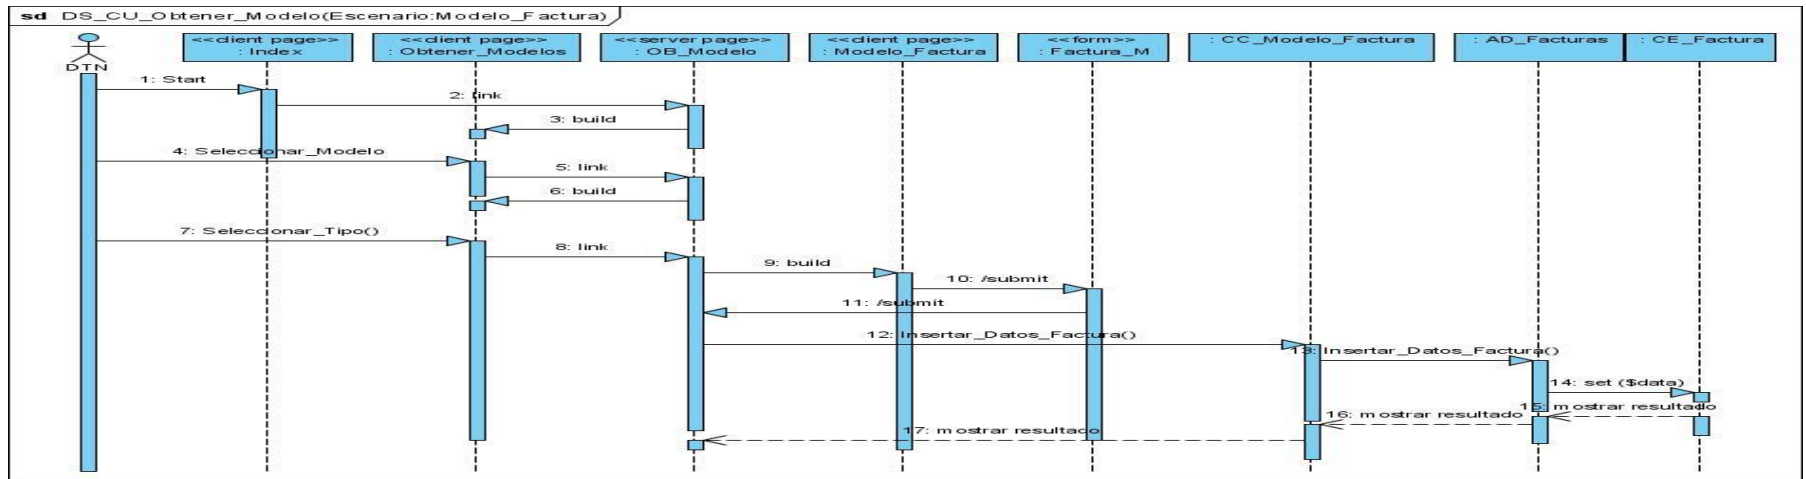 sd DS_CU_Obtener_Modelo(Escenario:Modelo_Factura)
DTN
<<client page>>
: Index
<<client page>>
: Obtener_Modelos
<<server page>>
: OB_Modelo
<<client page>>
: Modelo_Factura
<<form>>
: Factura_M
: CC_Modelo_Factura
: AD_Facturas
: CE_Factura
1: Start
2: link
3: build
4: Seleccionar_Modelo
5: link
6: build
7: Seleccionar_Tipo()
8: link
9: build
10: /submit
11: /submit
12: Insertar_Datos_Factura()
13: Insertar_Datos_Factura()
14: set ($data)
15: mostrar resultado
16: mostrar resultado
17: mostrar resultado